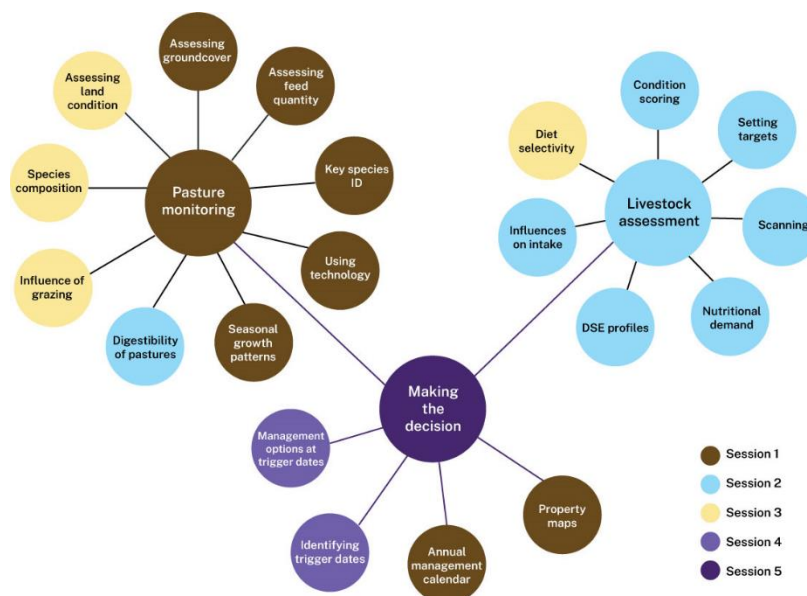 Assessing
groundcover
Assessing
feed
quantity
Key species
ID
Using
technology
Seasonal
growth
patterns
Digestibility
of pastures
Influence of
grazing
Species
composition
Assessing
land
condition
Pasture
monitoring
Condition
scoring
Setting
targets
Scanning
Nutritional
demand
DSE profiles
Influences
on intake
Diet
selectivity
Livestock
assessment
Making
the
decision
Management
options at
trigger dates
Identifying
trigger dates
Annual
management
calendar
Property
maps
Session 1
Session 2
Session 3
Session 4
Session 5